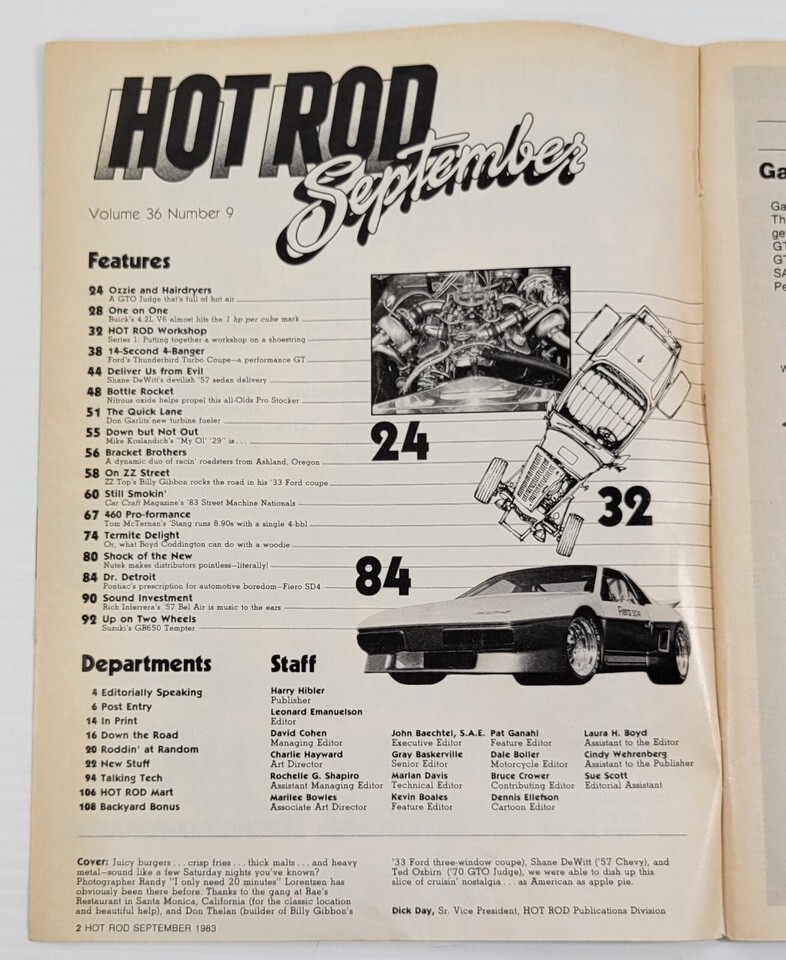 HOT ROD
September
Volume 36 Number 9
Features
24 Ozzie and Hairdryers
A GTO Judge that's full of hot air
28 One on One
Buick's 4.2L V6 almost hits the 1 hp per cube mark
32 HOT ROD Workshop
Series 1: Putting together a workshop on a shoestring
38 14-Second 4-Banger
Ford's Thunderbird Turbo Coupe—a performance GT
44 Deliver Us from Evil
Shane DeWitt's devilish '57 sedan delivery
48 Bottle Rocket
Nitrous oxide helps propel this all-Olds Pro Stocker
51 The Quick Lane
Don Garlits' new turbine fueler
55 Down but Not Out
Mike Koslandich's "My Ol' '29" is . . .
56 Bracket Brothers
A dynamic duo of racin' roadsters from Ashland, Oregon
58 On ZZ Street
ZZ Top's Billy Gibbon rocks the road in his '33 Ford coupe
60 Still Smokin'
Car Craft Magazine's '83 Street Machine Nationals
67 460 Pro-formance
Tom McTernan's 'Stang runs 8.90s with a single 4-bbl
74 Termite Delight
Or, what Boyd Coddington can do with a woodie
80 Shock of the New
Nutek makes distributors pointless—literally!
84 Dr. Detroit
Pontiac's prescription for automotive boredom—Fiero SD4
90 Sound Investment
Rich Inferrera's '57 Bel Air is music to the ears
92 Up on Two Wheels
Suzuki's GR650 Tempter
24
32
84
Fiero SD4
Departments
4 Editorially Speaking
6 Post Entry
14 In Print
16 Down the Road
20 Roddin' at Random
22 New Stuff
94 Talking Tech
106 HOT ROD Mart
108 Backyard Bonus
Staff
Harry Hibler
Publisher
Leonard Emanuelson
Editor
David Cohen
Managing Editor
Charlie Hayward
Art Director
Rochelle G. Shapiro
Assistant Managing Editor
Marilee Bowles
Associate Art Director
John Baechtel, S.A.E.
Executive Editor
Gray Baskerville
Senior Editor
Marlan Davis
Technical Editor
Kevin Boales
Feature Editor
Pat Ganahl
Feature Editor
Dale Boller
Motorcycle Editor
Bruce Crower
Contributing Editor
Dennis Ellefson
Cartoon Editor
Laura H. Boyd
Assistant to the Editor
Cindy Wehrenberg
Assistant to the Publisher
Sue Scott
Editorial Assistant
Cover: Juicy burgers . . . crisp fries . . . thick malts . . . and heavy
metal—sound like a few Saturday nights you've known?
Photographer Randy "I only need 20 minutes" Lorentzen has
obviously been there before. Thanks to the gang at Rae's
Restaurant in Santa Monica, California (for the classic location
and beautiful help), and Don Thelan (builder of Billy Gibbon's
'33 Ford three-window coupe), Shane DeWitt ('57 Chevy), and
Ted Ozbirn ('70 GTO Judge), we were able to dish up this
slice of cruisin' nostalgia . . . as American as apple pie.
Dick Day, Sr. Vice President, HOT ROD Publications Division
2 HOT ROD SEPTEMBER 1983
Ga
Ga
Th
ge
GT
GT
SA
Pe